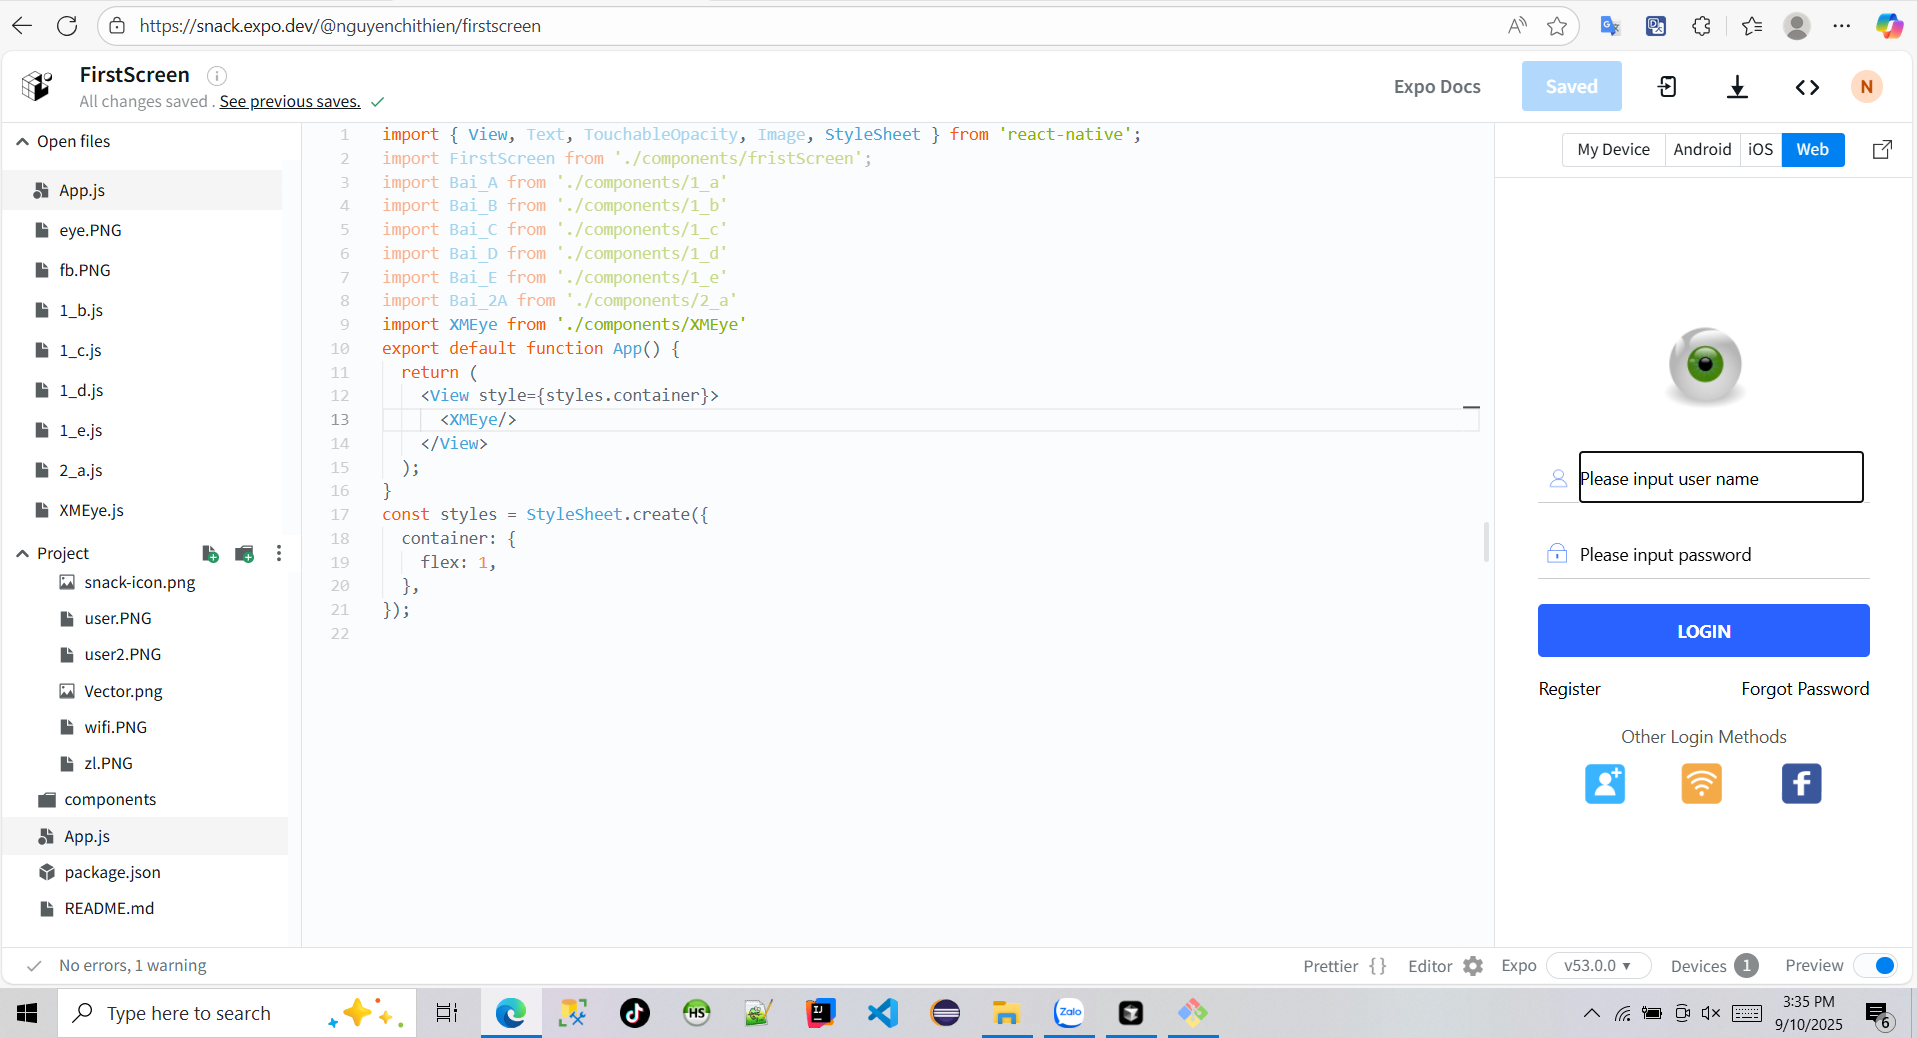 https://snack.expo.dev/@nguyenchithien/firstscreen
FirstScreen
All changes saved . See previous saves.
Expo Docs
Saved
N
Open files
App.js
eye.PNG
fb.PNG
1_b.js
1_c.js
1_d.js
1_e.js
2_a.js
XMEye.js
Project
snack-icon.png
user.PNG
user2.PNG
Vector.png
wifi.PNG
zl.PNG
components
App.js
package.json
README.md
1 import { View, Text, TouchableOpacity, Image, StyleSheet } from 'react-native';
2 import FirstScreen from './components/fristScreen';
3 import Bai_A from './components/1_a'
4 import Bai_B from './components/1_b'
5 import Bai_C from './components/1_c'
6 import Bai_D from './components/1_d'
7 import Bai_E from './components/1_e'
8 import Bai_2A from './components/2_a'
9 import XMEye from './components/XMEye'
10 export default function App() {
11 return (
12 <View style={styles.container}>
13 <XMEye/>
14 </View>
15 );
16 }
17 const styles = StyleSheet.create({
18 container: {
19 flex: 1,
20 },
21 });
22
My Device Android iOS Web
Please input user name
Please input password
LOGIN
Register Forgot Password
Other Login Methods
No errors, 1 warning
Prettier { } Editor Expo v53.0.0 Devices 1 Preview
Type here to search
HS
IJ
Zalo
3:35 PM
9/10/2025
6